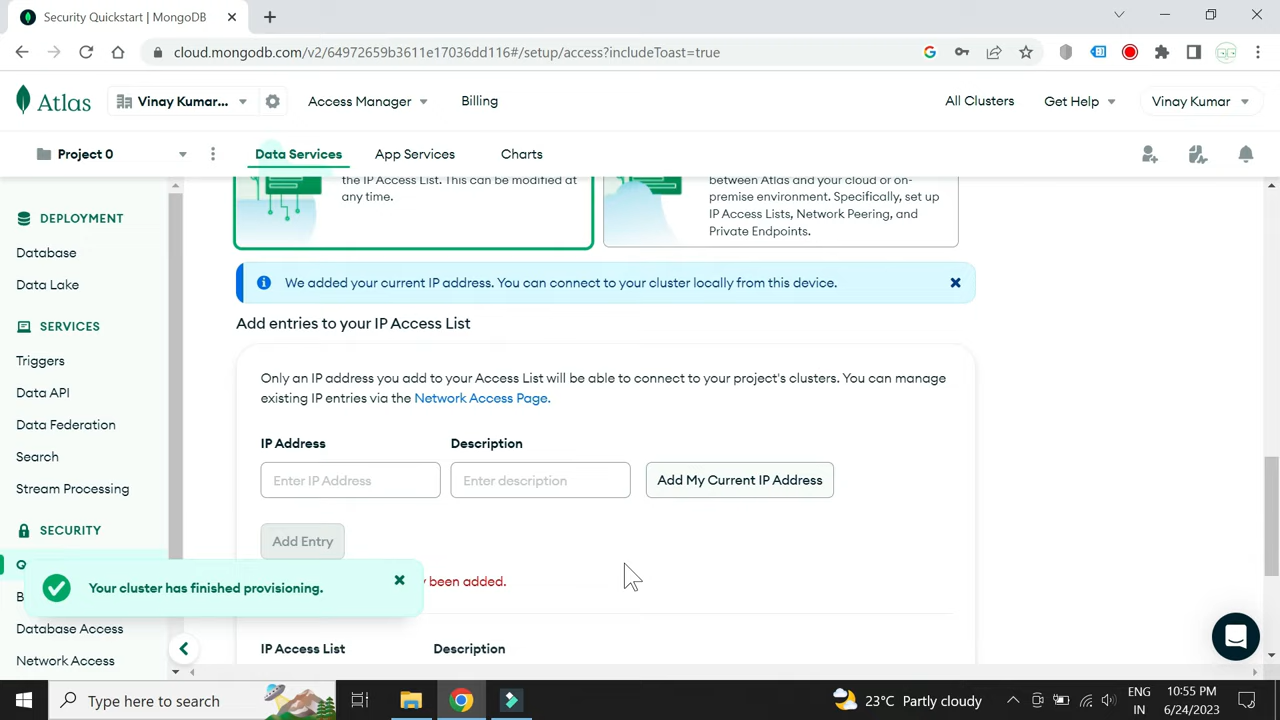 Security Quickstart | MongoDB
cloud.mongodb.com/v2/64972659b3611e17036dd116#/setup/access?includeToast=true
Atlas
Vinay Kumar...
Access Manager
Billing
All Clusters
Get Help
Vinay Kumar
Project 0
Data Services
App Services
Charts
DEPLOYMENT
Database
Data Lake
SERVICES
Triggers
Data API
Data Federation
Search
Stream Processing
SECURITY
Q
B
Database Access
Network Access
the IP Access List. This can be modified at
any time.
between Atlas and your cloud or on-
premise environment. Specifically, set up
IP Access Lists, Network Peering, and
Private Endpoints.
We added your current IP address. You can connect to your cluster locally from this device.
Add entries to your IP Access List
Only an IP address you add to your Access List will be able to connect to your project's clusters. You can manage
existing IP entries via the Network Access Page.
IP Address
Description
Enter IP Address
Enter description
Add My Current IP Address
Add Entry
y been added.
Your cluster has finished provisioning.
IP Access List
Description
Type here to search
23°C Partly cloudy
ENG
IN
10:55 PM
6/24/2023